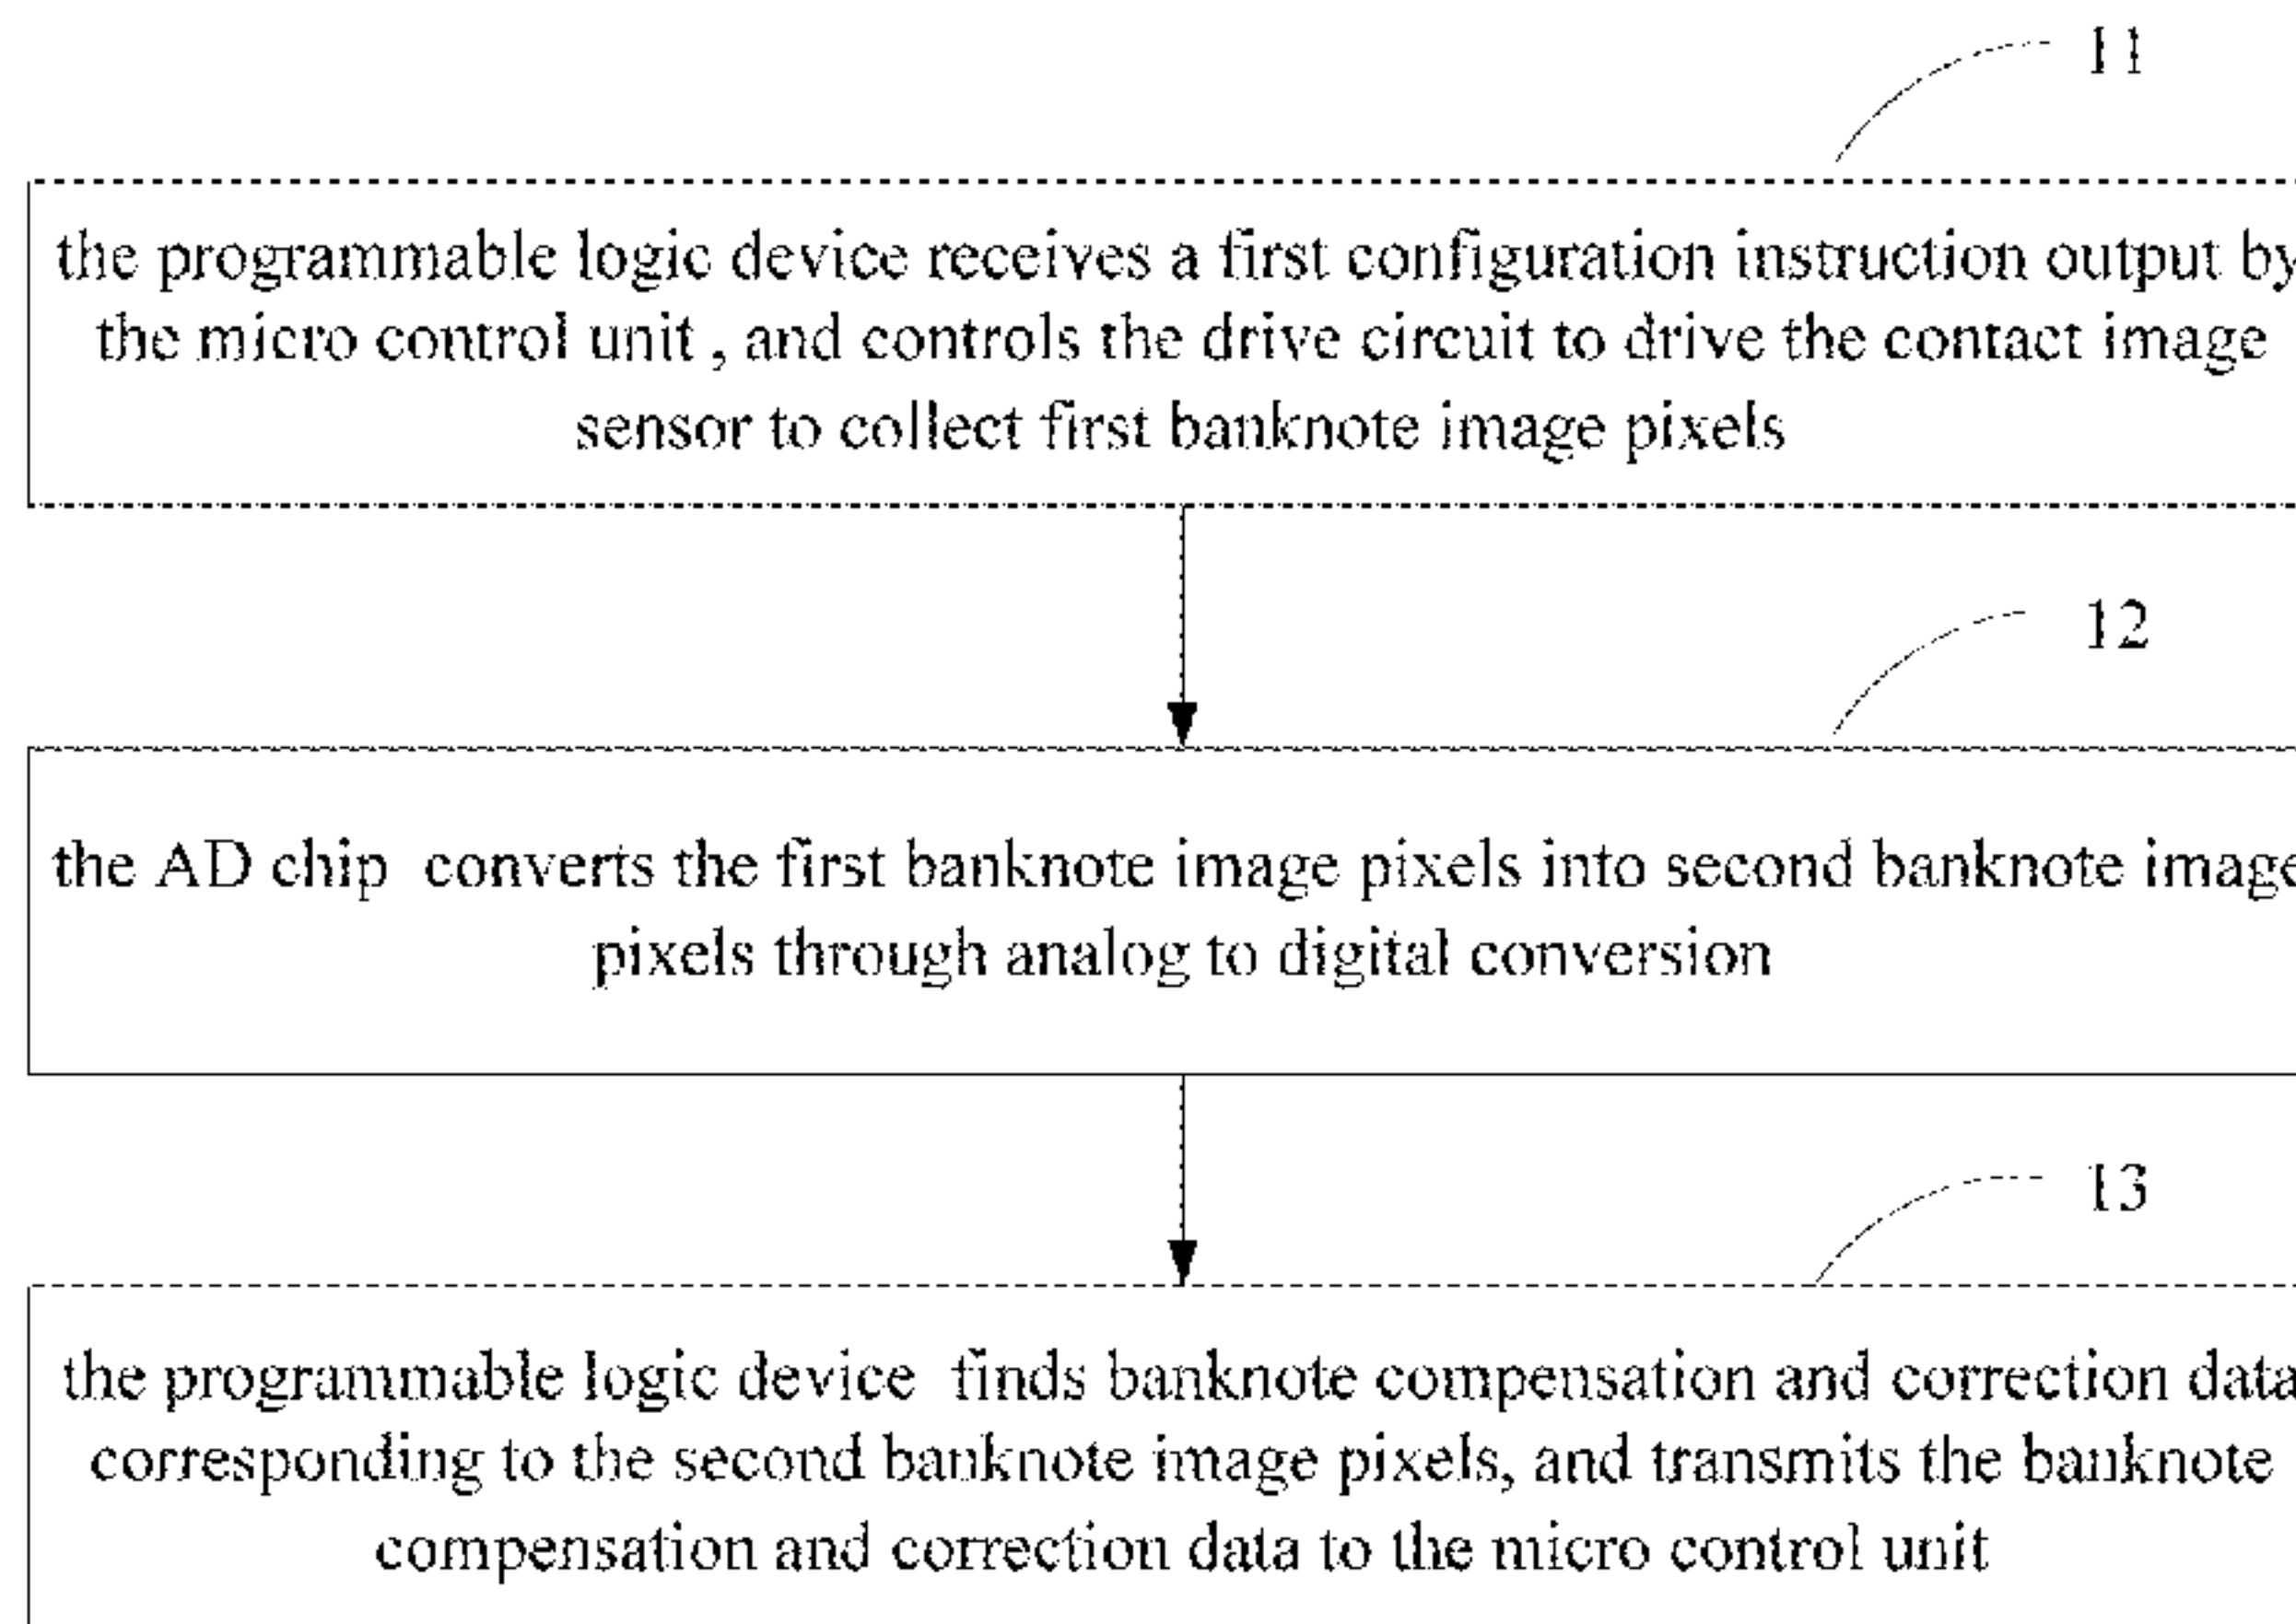 11
the programmable logic device receives a first configuration instruction output by
the micro control unit , and controls the drive circuit to drive the contact image
sensor to collect first banknote image pixels
12
the AD chip converts the first banknote image pixels into second banknote image
pixels through analog to digital conversion
13
the programmable logic device finds banknote compensation and correction data
corresponding to the second banknote image pixels, and transmits the banknote
compensation and correction data to the micro control unit